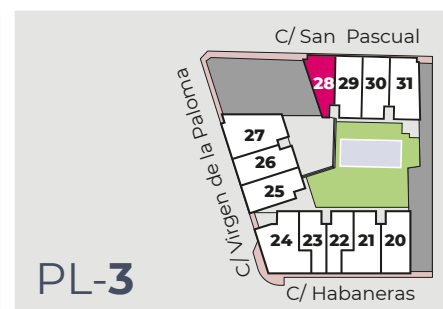 C/ San Pascual
28 29 30 31
C/ Virgen de la Paloma
27
26
25
24 23 22 21 20
PL-3
C/ Habaneras